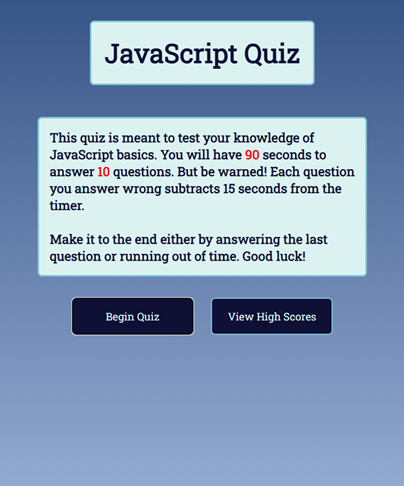 JavaScript Quiz
This quiz is meant to test your knowledge of
JavaScript basics. You will have 90 seconds to
answer 10 questions. But be warned! Each question
you answer wrong subtracts 15 seconds from the
timer.
Make it to the end either by answering the last
question or running out of time. Good luck!
Begin Quiz
View High Scores